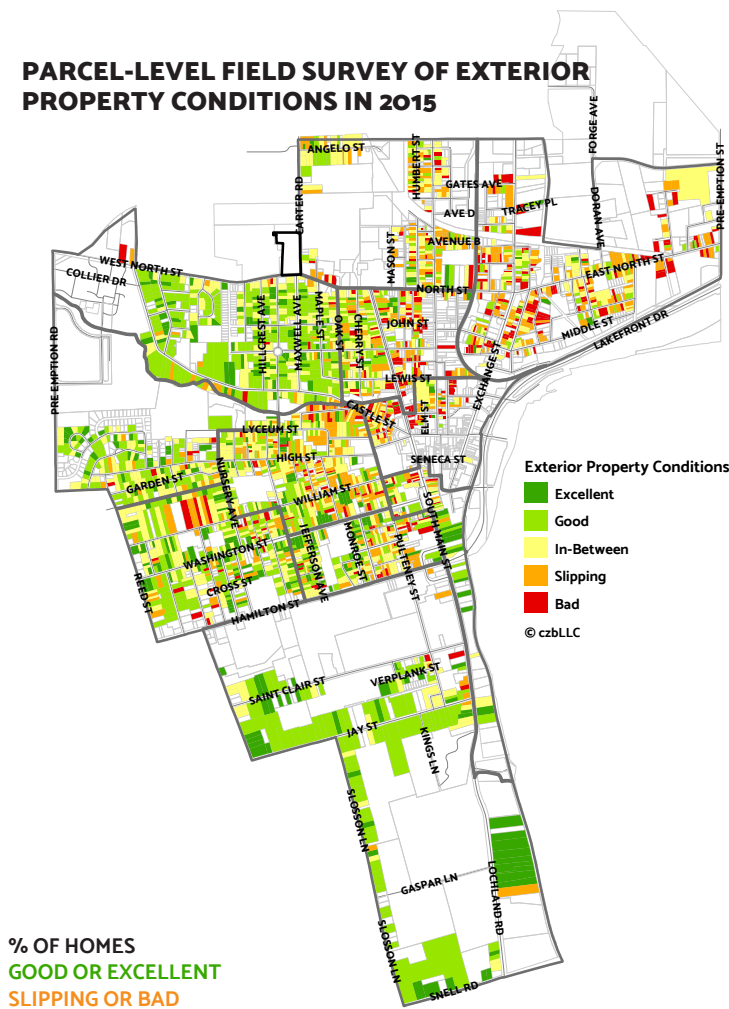 PARCEL-LEVEL FIELD SURVEY OF EXTERIOR
PROPERTY CONDITIONS IN 2015
FORGE AVE
ANGELO ST
HUMBERT ST
PRE-EMPTION ST
CARTER RD
GATES AVE
DORAN AVE
TRACEY PL
AVE D
MASON ST
AVENUE B
WEST NORTH ST
COLLIER DR
EAST NORTH ST
NORTH ST
HILLCREST AVE
MAXWELL AVE
MAPLE ST
OAK ST
CHERRY ST
JOHN ST
MIDDLE ST
LAKEFRONT DR
PRE-EMPTION RD
EXCHANGE ST
LEWIS ST
CASTLE ST
ELM ST
LYCEUM ST
HIGH ST
SENECA ST
NURSERY AVE
GARDEN ST
WILLIAM ST
SOUTH MAIN ST
JEFFERSON AVE
MONROE ST
PULTENEY ST
WASHINGTON ST
REED ST
CROSS ST
HAMILTON ST
Exterior Property Conditions
Excellent
Good
In-Between
Slipping
Bad
© czbLLC
SAINT CLAIR ST
VERPLANK ST
JAY ST
KINGS LN
SLOSSON LN
GASPAR LN
LOCHLAND RD
SLOSSON LN
SNELL RD
% OF HOMES
GOOD OR EXCELLENT
SLIPPING OR BAD